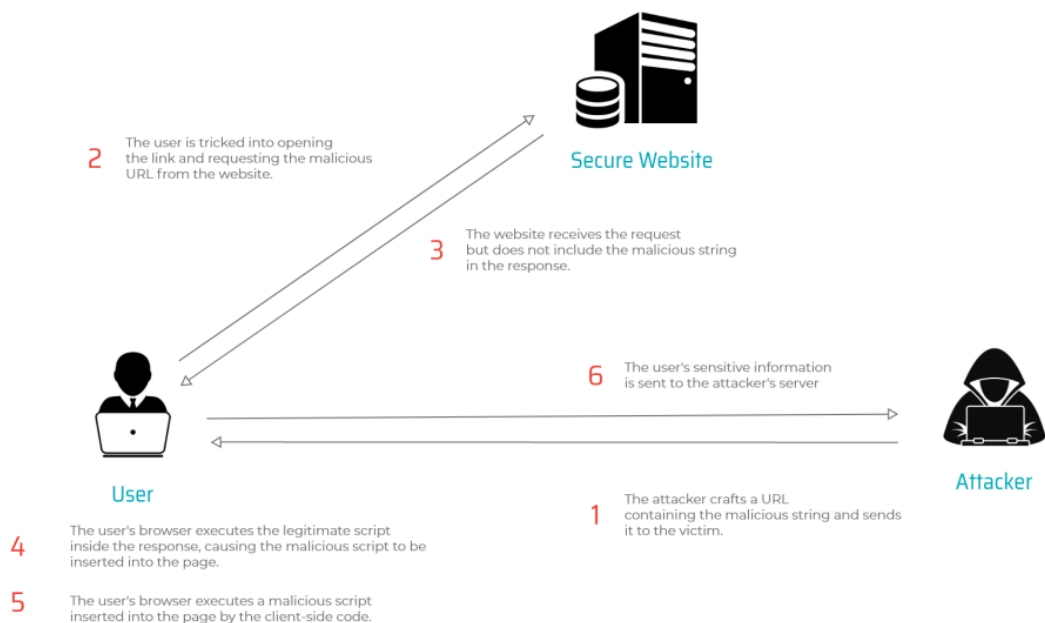 2
The user is tricked into opening
the link and requesting the malicious
URL from the website.
Secure Website
3
The website receives the request
but does not include the malicious string
in the response.
6
The user's sensitive information
is sent to the attacker's server
User
Attacker
1
The attacker crafts a URL
containing the malicious string and sends
it to the victim.
4
The user's browser executes the legitimate script
inside the response, causing the malicious script to be
inserted into the page.
5
The user's browser executes a malicious script
inserted into the page by the client-side code.